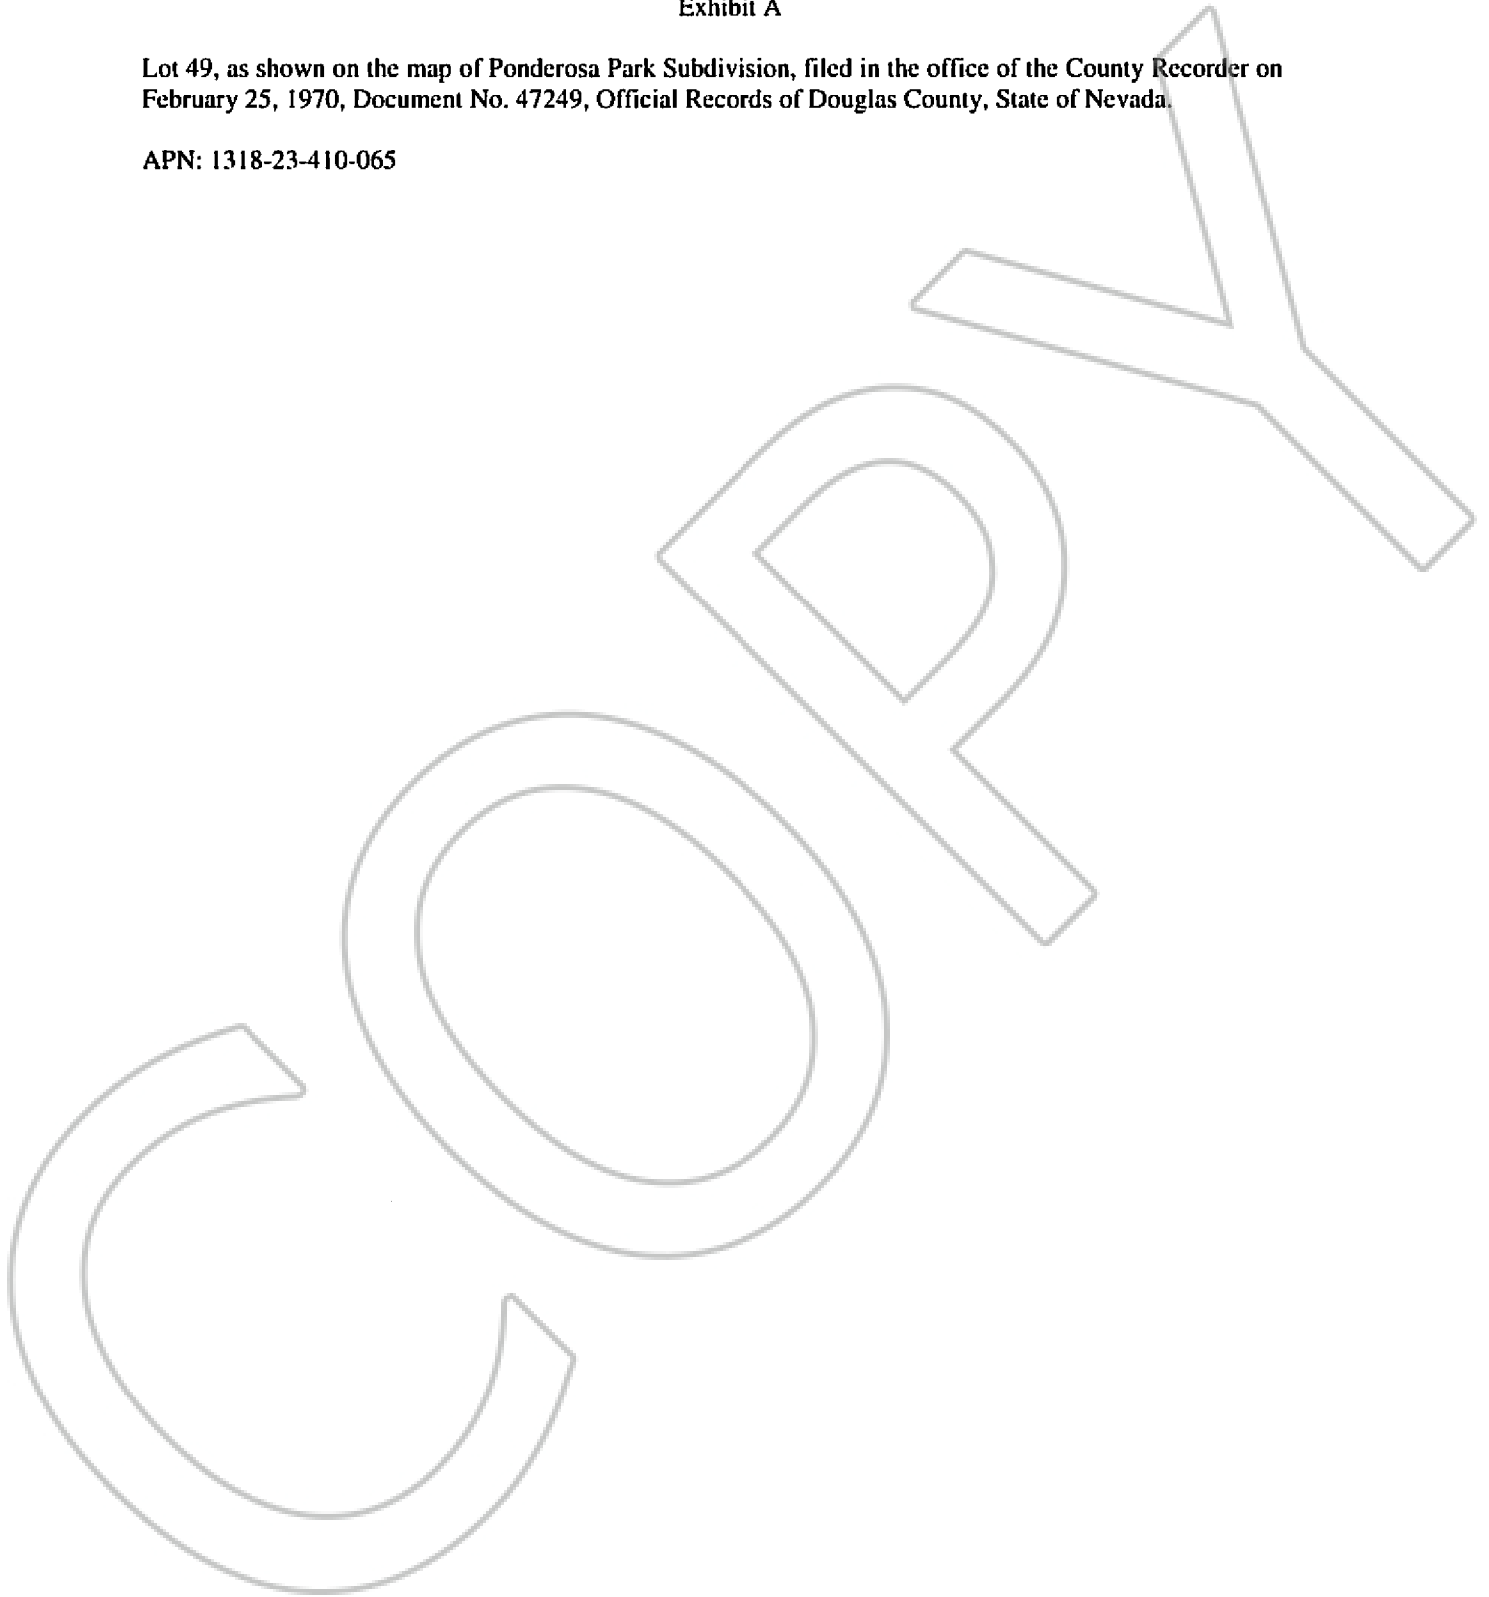 Exhibit A
Lot 49, as shown on the map of Ponderosa Park Subdivision, filed in the office of the County Recorder on
February 25, 1970, Document No. 47249, Official Records of Douglas County, State of Nevada.
APN: 1318-23-410-065
COPY